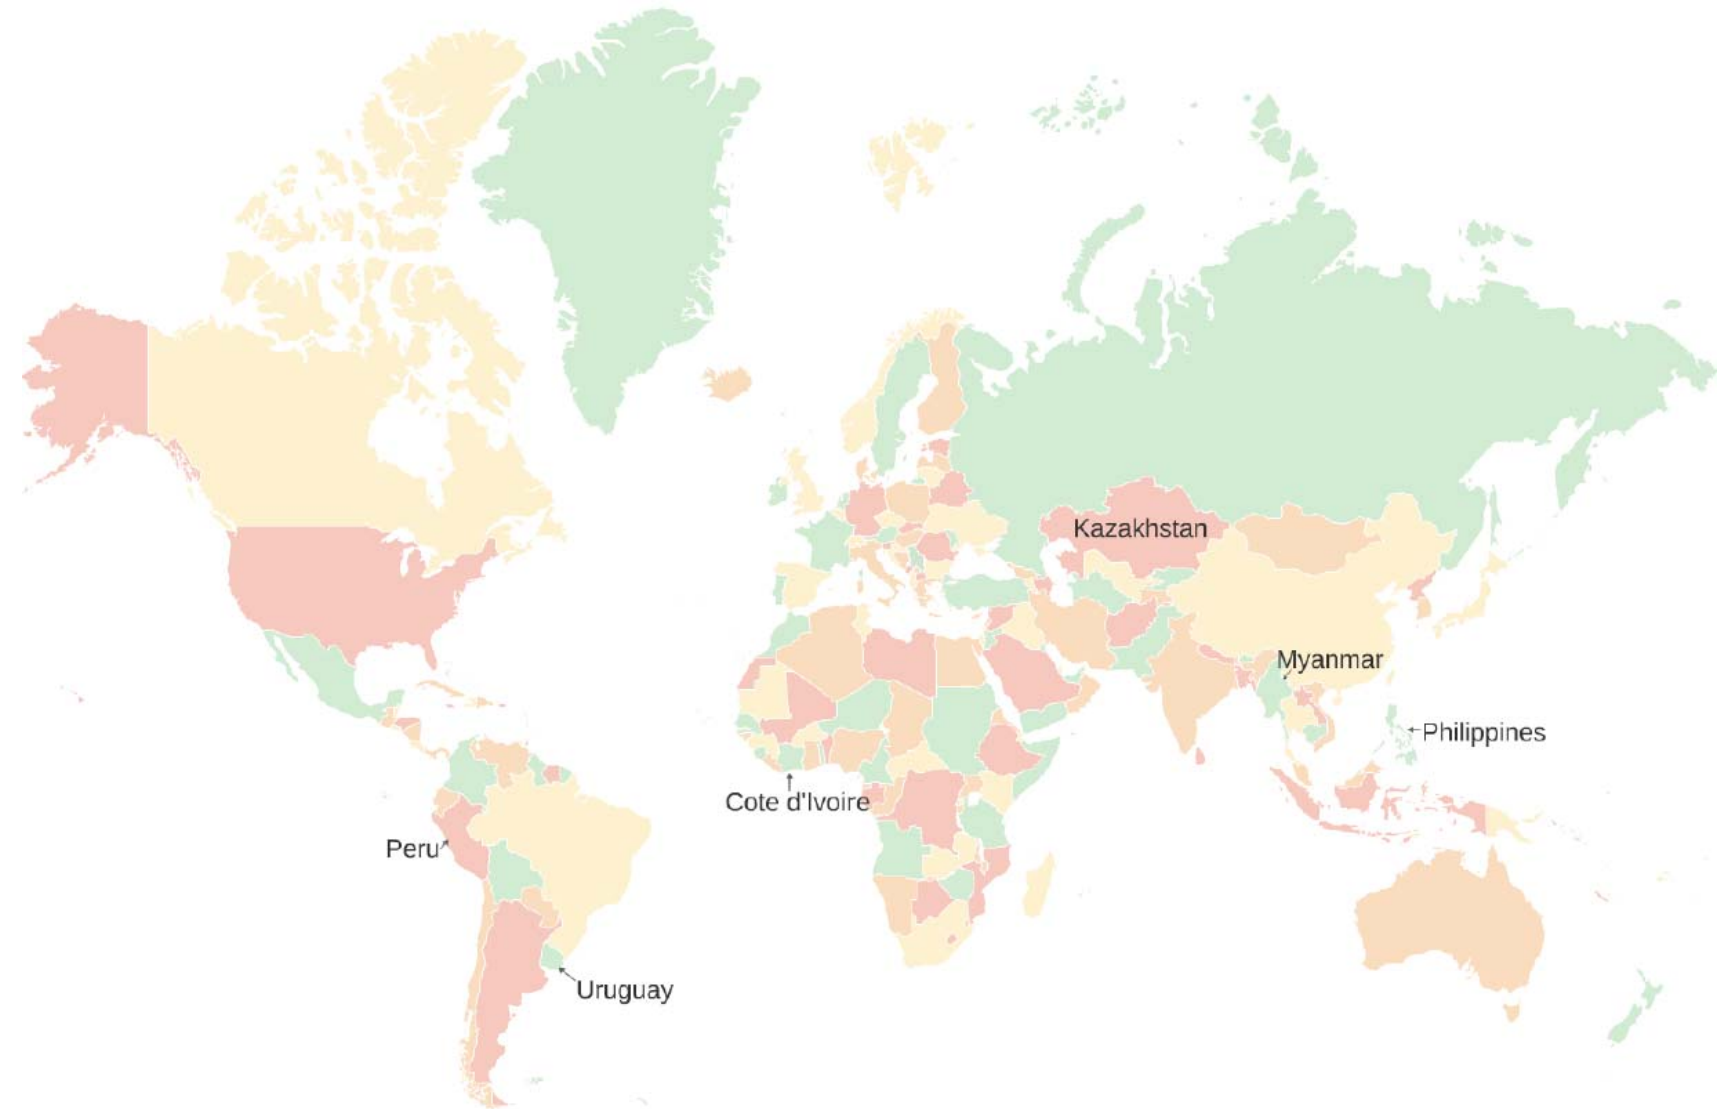 Kazakhstan
Myanmar
Philippines
Cote d'Ivoire
Peru
Uruguay